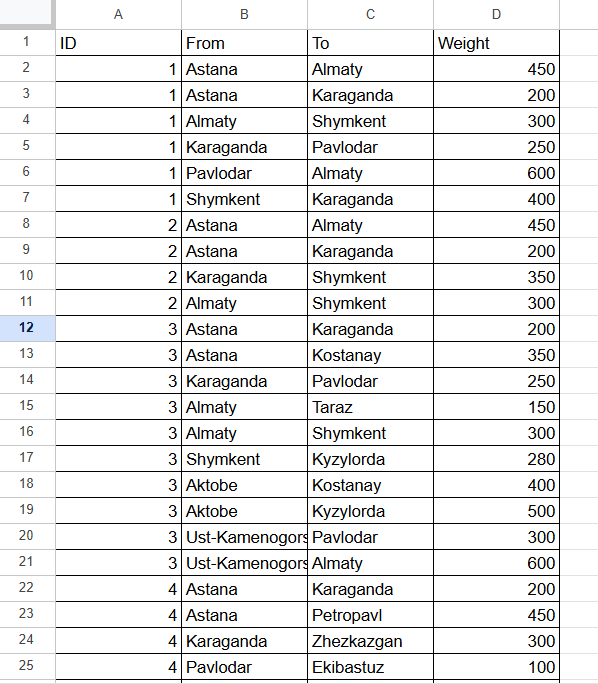 A B C D
1 ID From To Weight
2 1 Astana Almaty 450
3 1 Astana Karaganda 200
4 1 Almaty Shymkent 300
5 1 Karaganda Pavlodar 250
6 1 Pavlodar Almaty 600
7 1 Shymkent Karaganda 400
8 2 Astana Almaty 450
9 2 Astana Karaganda 200
10 2 Karaganda Shymkent 350
11 2 Almaty Shymkent 300
12 3 Astana Karaganda 200
13 3 Astana Kostanay 350
14 3 Karaganda Pavlodar 250
15 3 Almaty Taraz 150
16 3 Almaty Shymkent 300
17 3 Shymkent Kyzylorda 280
18 3 Aktobe Kostanay 400
19 3 Aktobe Kyzylorda 500
20 3 Ust-Kamenogors Pavlodar 300
21 3 Ust-Kamenogors Almaty 600
22 4 Astana Karaganda 200
23 4 Astana Petropavl 450
24 4 Karaganda Zhezkazgan 300
25 4 Pavlodar Ekibastuz 100